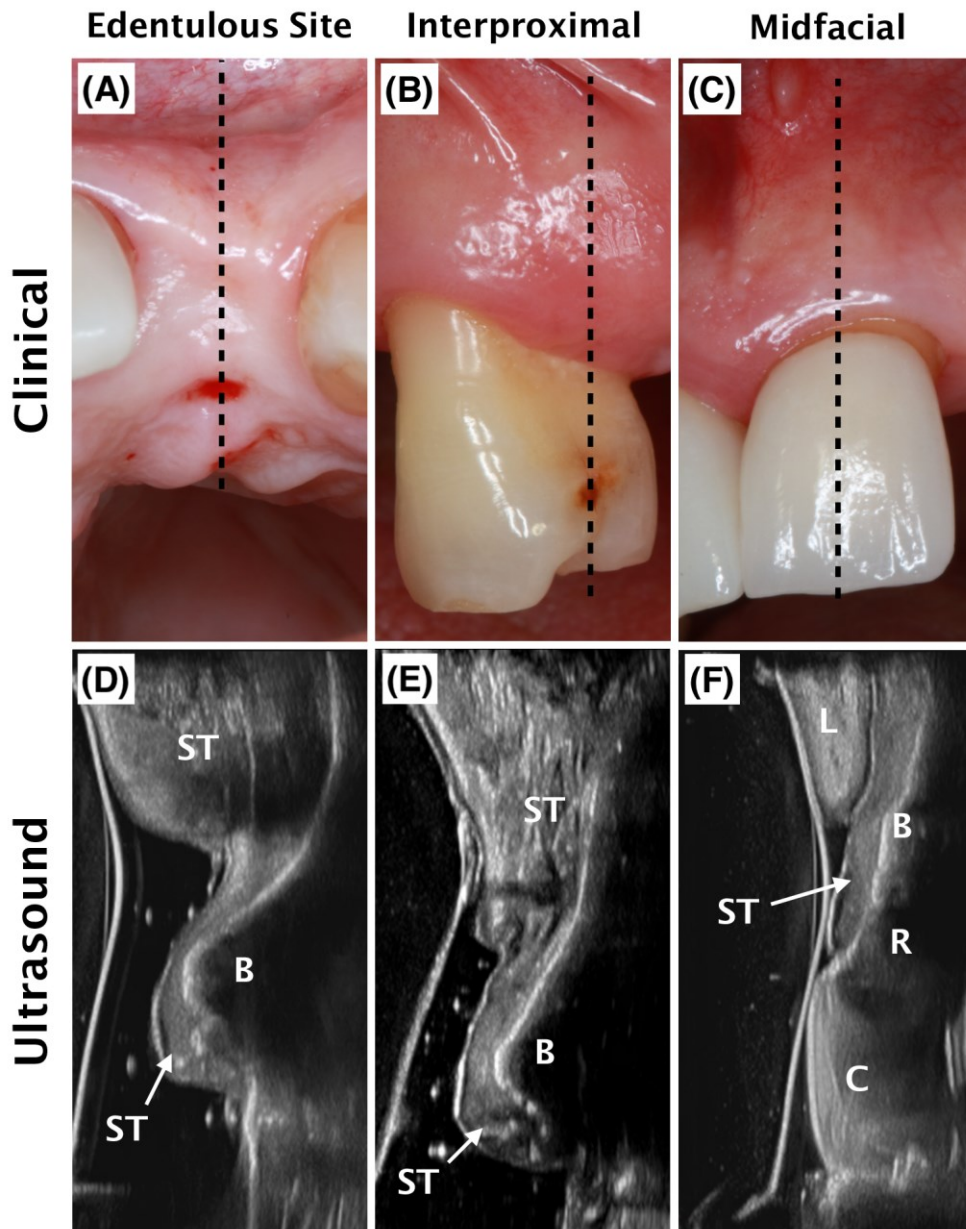 Edentulous Site
Interproximal
Midfacial
Clinical
(A)
(B)
(C)
Ultrasound
(D)
ST
B
ST
(E)
ST
B
ST
(F)
L
B
ST
R
C